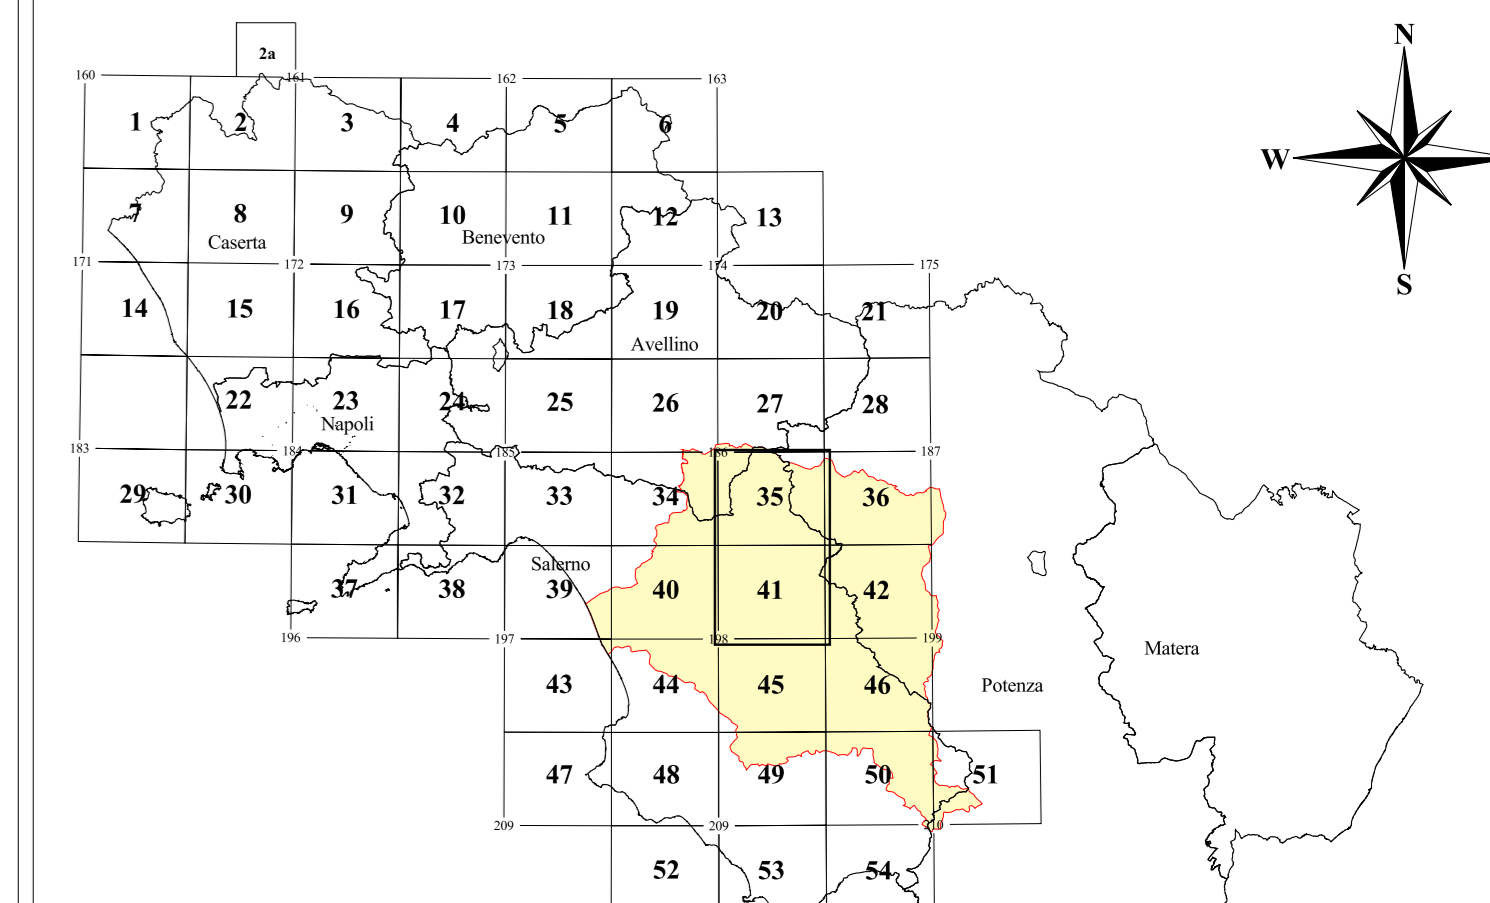 N
2a
160 161 162 163
1 2 3 4 5 6
W
7 8 9 10 11 12 13
Caserta Benevento
171 172 173 174 175
S
14 15 16 17 18 19 20 21
Avellino
22 23 24 25 26 27 28
Napoli
183 184 185 186 187
29 30 31 32 33 34 35 36
Salerno
37 38 39 40 41 42
196 197 198 199
Matera
43 44 45 46 Potenza
47 48 49 50 51
209 209 210
52 53 54